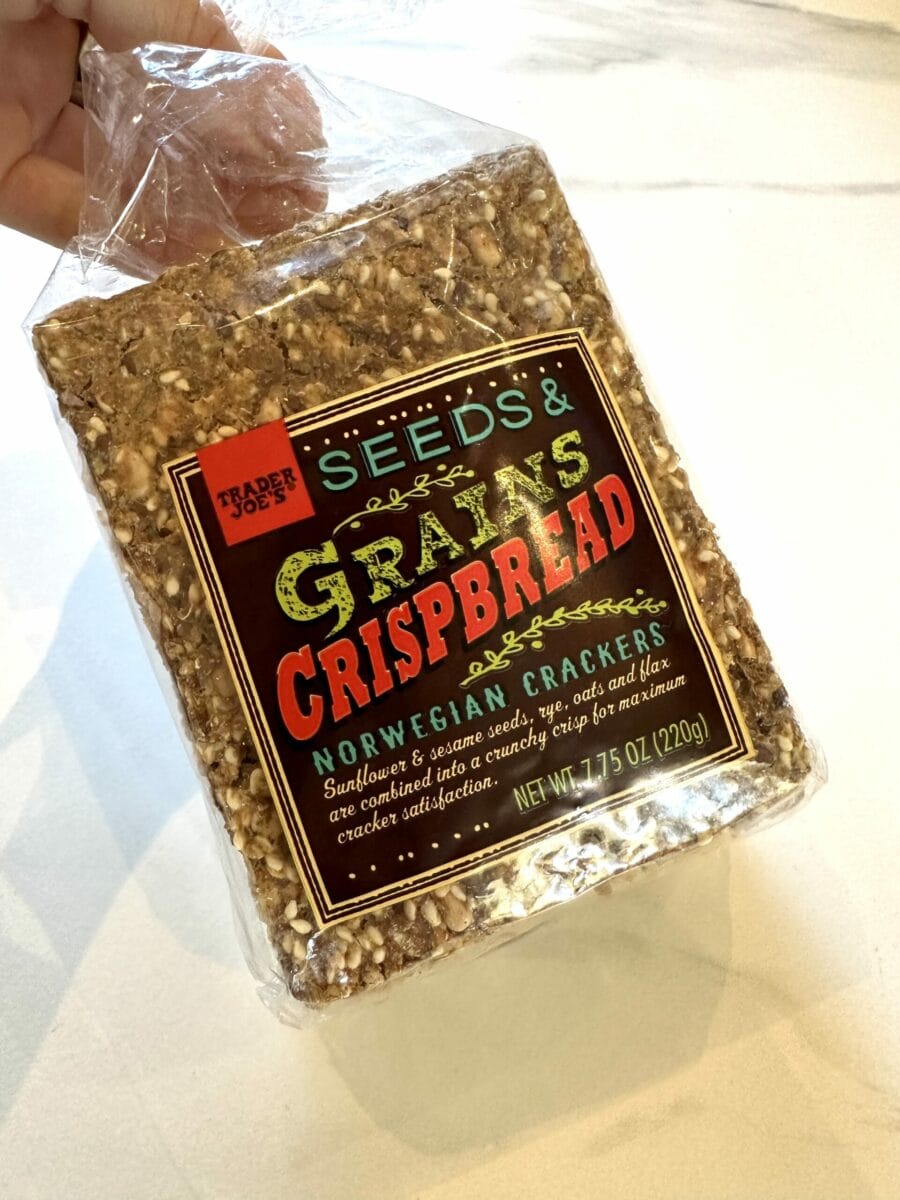 TRADER
JOE'S®
SEEDS &
GRAINS
CRISPBREAD
NORWEGIAN CRACKERS
Sunflower & sesame seeds, rye, oats and flax
are combined into a crunchy crisp for maximum
cracker satisfaction.
NET WT. 7.75 OZ (220g)